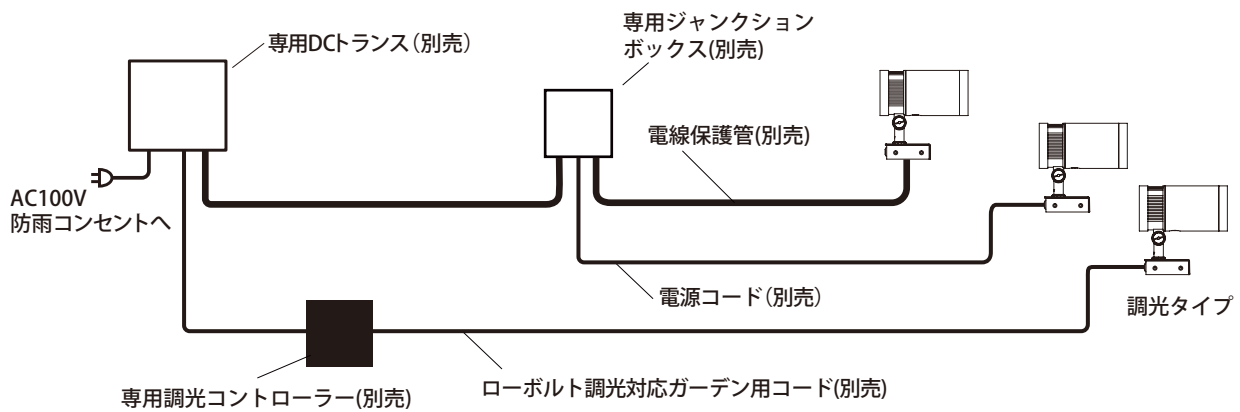 専用DCトランス（別売）
専用ジャンクション
ボックス(別売)
電線保護管(別売)
AC100V
防雨コンセントへ
電源コード（別売）
調光タイプ
専用調光コントローラー(別売)
ローボルト調光対応ガーデン用コード(別売)